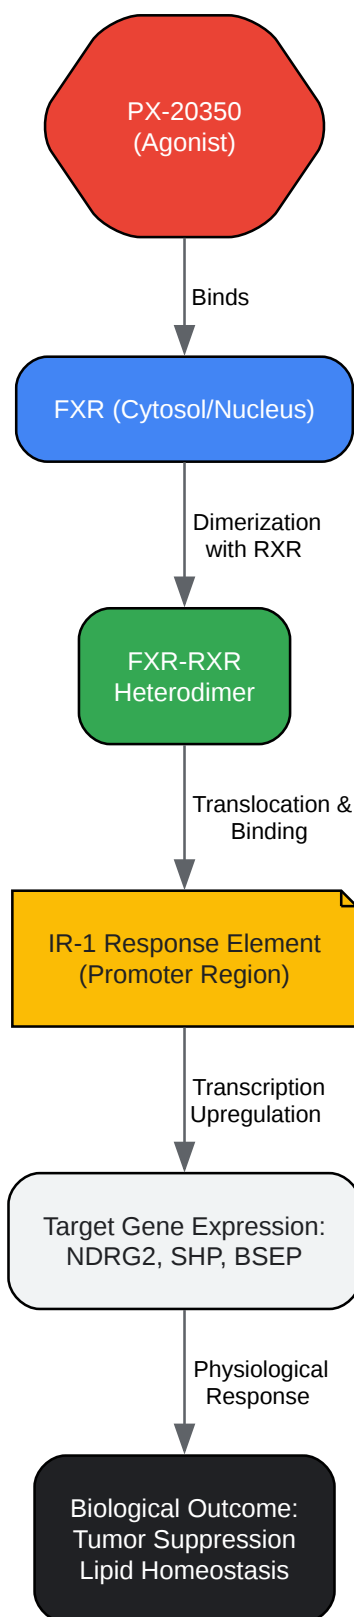 PX-20350
(Agonist)
Binds
FXR (Cytosol/Nucleus)
Dimerization
with RXR
FXR-RXR
Heterodimer
Translocation &
Binding
IR-1 Response Element
(Promoter Region)
Transcription
Upregulation
Target Gene Expression:
NDRG2, SHP, BSEP
Physiological
Response
Biological Outcome:
Tumor Suppression
Lipid Homeostasis